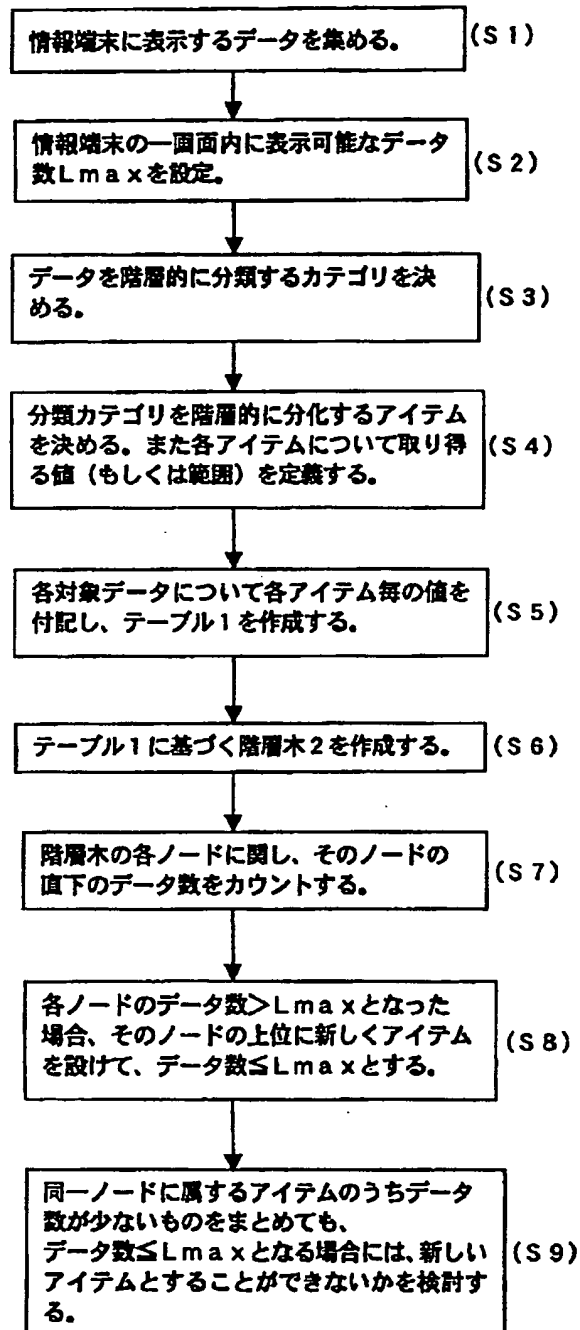 情報端末に表示するデータを集める。
(S1)
情報端末の一画面内に表示可能なデータ
数Lmaxを設定。
(S2)
データを階層的に分類するカテゴリを決
める。
(S3)
分類カテゴリを階層的に分化するアイテム
を決める。また各アイテムについて取り得
る値（もしくは範囲）を定義する。
(S4)
各対象データについて各アイテム毎の値を
付記し、テーブル1を作成する。
(S5)
テーブル1に基づく階層木2を作成する。
(S6)
階層木の各ノードに関し、そのノードの
直下のデータ数をカウントする。
(S7)
各ノードのデータ数>Lmaxとなった
場合、そのノードの上位に新しくアイテム
を設けて、データ数≦Lmaxとする。
(S8)
同一ノードに属するアイテムのうちデータ
数が少ないものをまとめても、
データ数≦Lmaxとなる場合には、新しい
アイテムとすることができないかを検討す
る。
(S9)